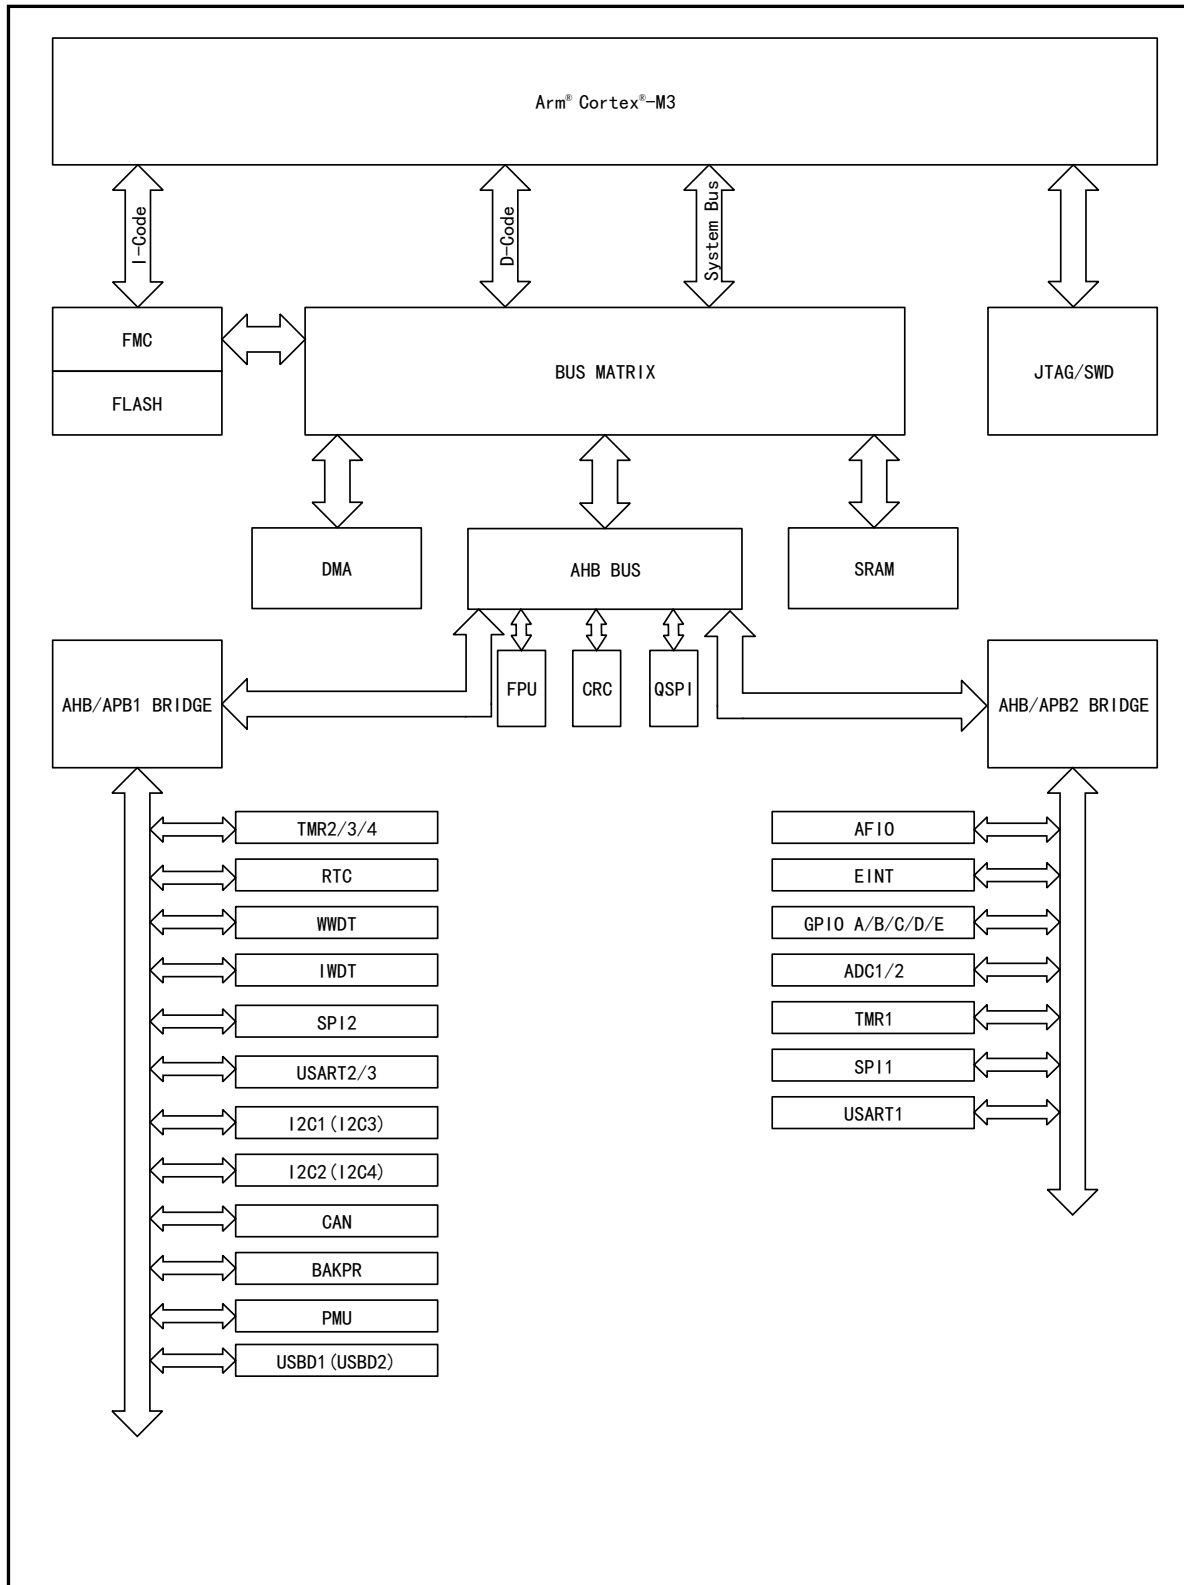 Arm® Cortex®-M3
I-Code
D-Code
System Bus
FMC
FLASH
BUS MATRIX
JTAG/SWD
DMA
AHB BUS
SRAM
FPU
CRC
QSPI
AHB/APB1 BRIDGE
AHB/APB2 BRIDGE
TMR2/3/4
RTC
WWDT
IWDT
SPI2
USART2/3
I2C1(I2C3)
I2C2(I2C4)
CAN
BAKPR
PMU
USBD1(USBD2)
AFIO
EINT
GPIO A/B/C/D/E
ADC1/2
TMR1
SPI1
USART1